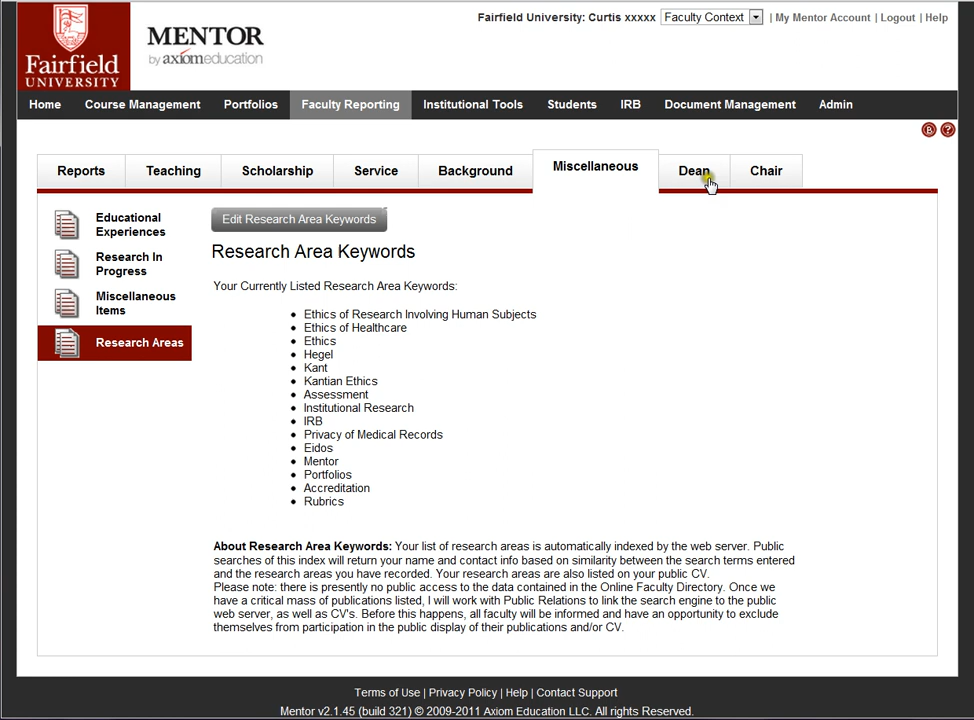 Fairfield University: Curtis xxxxx Faculty Context | My Mentor Account | Logout | Help
Fairfield
UNIVERSITY
MENTOR
by axiomeducation
Home Course Management Portfolios Faculty Reporting Institutional Tools Students IRB Document Management Admin
B ?
Reports Teaching Scholarship Service Background Miscellaneous Dean Chair
Educational
Experiences
Research In
Progress
Miscellaneous
Items
Research Areas
Edit Research Area Keywords
Research Area Keywords
Your Currently Listed Research Area Keywords:
• Ethics of Research Involving Human Subjects
• Ethics of Healthcare
• Ethics
• Hegel
• Kant
• Kantian Ethics
• Assessment
• Institutional Research
• IRB
• Privacy of Medical Records
• Eidos
• Mentor
• Portfolios
• Accreditation
• Rubrics
About Research Area Keywords: Your list of research areas is automatically indexed by the web server. Public
searches of this index will return your name and contact info based on similarity between the search terms entered
and the research areas you have recorded. Your research areas are also listed on your public CV.
Please note: there is presently no public access to the data contained in the Online Faculty Directory. Once we
have a critical mass of publications listed, I will work with Public Relations to link the search engine to the public
web server, as well as CV's. Before this happens, all faculty will be informed and have an opportunity to exclude
themselves from participation in the public display of their publications and/or CV.
Terms of Use | Privacy Policy | Help | Contact Support
Mentor v2.1.45 (build 321) © 2009-2011 Axiom Education LLC. All rights Reserved.